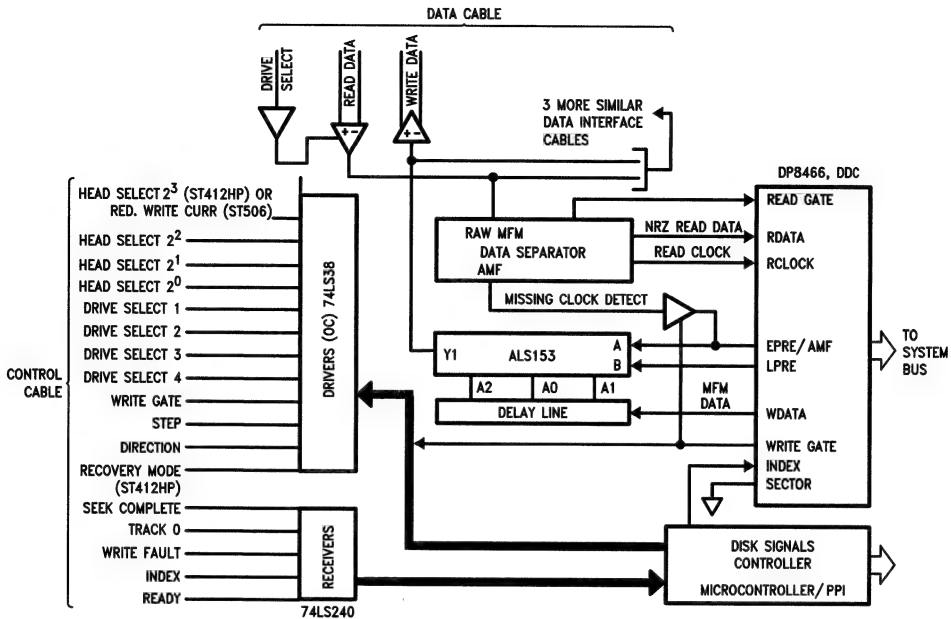 DATA CABLE
DRIVE
SELECT
READ DATA
WRITE DATA
+ -
+ -
3 MORE SIMILAR
DATA INTERFACE
CABLES
DP8466, DDC
CONTROL
CABLE
HEAD SELECT 2³ (ST412HP) OR
RED. WRITE CURR (ST506)
HEAD SELECT 2²
HEAD SELECT 2¹
HEAD SELECT 2⁰
DRIVE SELECT 1
DRIVE SELECT 2
DRIVE SELECT 3
DRIVE SELECT 4
WRITE GATE
STEP
DIRECTION
RECOVERY MODE
(ST412HP)
SEEK COMPLETE
TRACK 0
WRITE FAULT
INDEX
READY
DRIVERS (OC) 74LS38
RECEIVERS
74LS240
RAW MFM
DATA SEPARATOR
AMF
NRZ READ DATA
READ CLOCK
MISSING CLOCK DETECT
Y1
ALS153
A
B
A2
A0
A1
DELAY LINE
MFM
DATA
READ GATE
RDATA
RCLOCK
EPRE/AMF
LPRE
WDATA
WRITE GATE
INDEX
SECTOR
TO
SYSTEM
BUS
DISK SIGNALS
CONTROLLER
MICROCONTROLLER/PPI